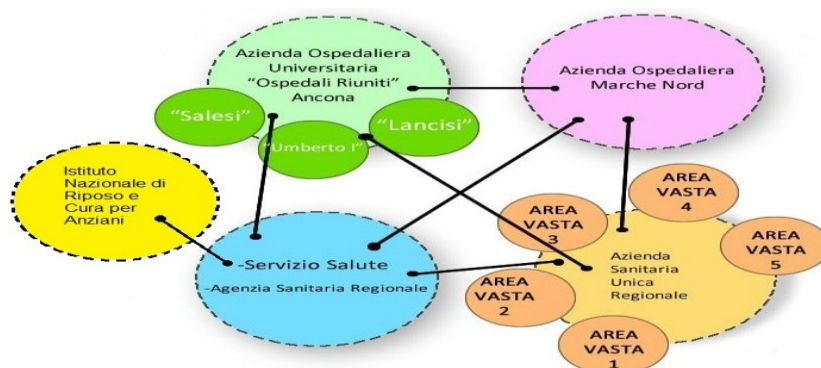 Azienda Ospedaliera
Universitaria
“Ospedali Riuniti”
Ancona
“Salesi”
“Umberto I”
“Lancisi”
Azienda Ospedaliera
Marche Nord
Istituto
Nazionale di
Riposo e
Cura per
Anziani
-Servizio Salute
-Agenzia Sanitaria Regionale
AREA
VASTA
3
AREA
VASTA
4
AREA
VASTA
5
AREA
VASTA
2
AREA
VASTA
1
Azienda
Sanitaria
Unica
Regionale